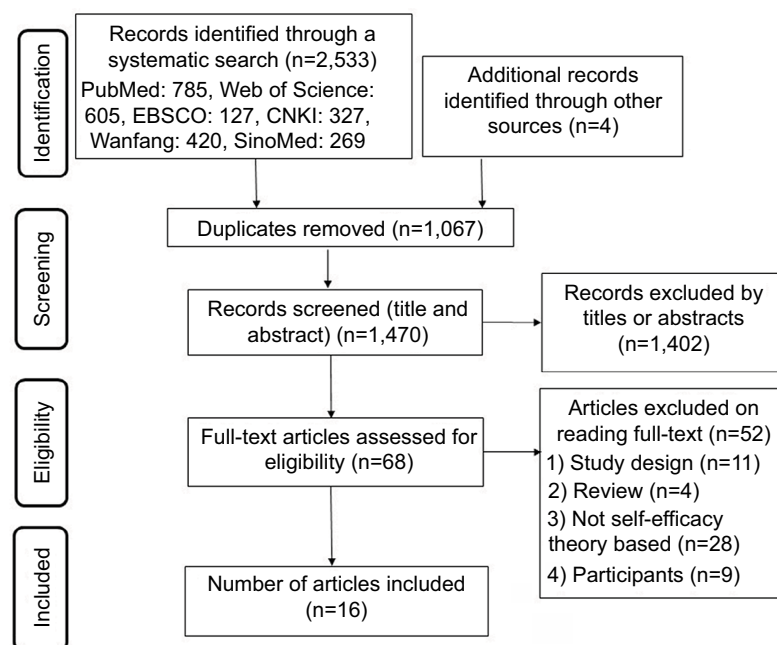 Identification
Records identified through a
systematic search (n=2,533)
PubMed: 785, Web of Science:
605, EBSCO: 127, CNKI: 327,
Wanfang: 420, SinoMed: 269
Additional records
identified through other
sources (n=4)
Screening
Duplicates removed (n=1,067)
Records screened (title and
abstract) (n=1,470)
Records excluded by
titles or abstracts
(n=1,402)
Eligibility
Full-text articles assessed for
eligibility (n=68)
Articles excluded on
reading full-text (n=52)
1) Study design (n=11)
2) Review (n=4)
3) Not self-efficacy
theory based (n=28)
4) Participants (n=9)
Included
Number of articles included
(n=16)